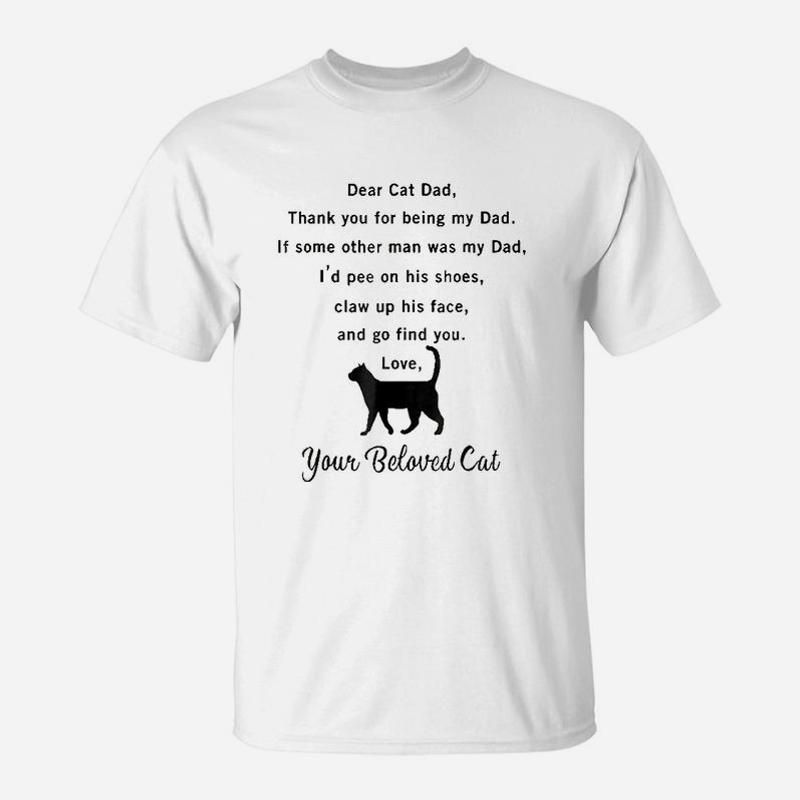 Dear Cat Dad,
Thank you for being my Dad.
If some other man was my Dad,
I'd pee on his shoes,
claw up his face,
and go find you.
Love,
Your Beloved Cat